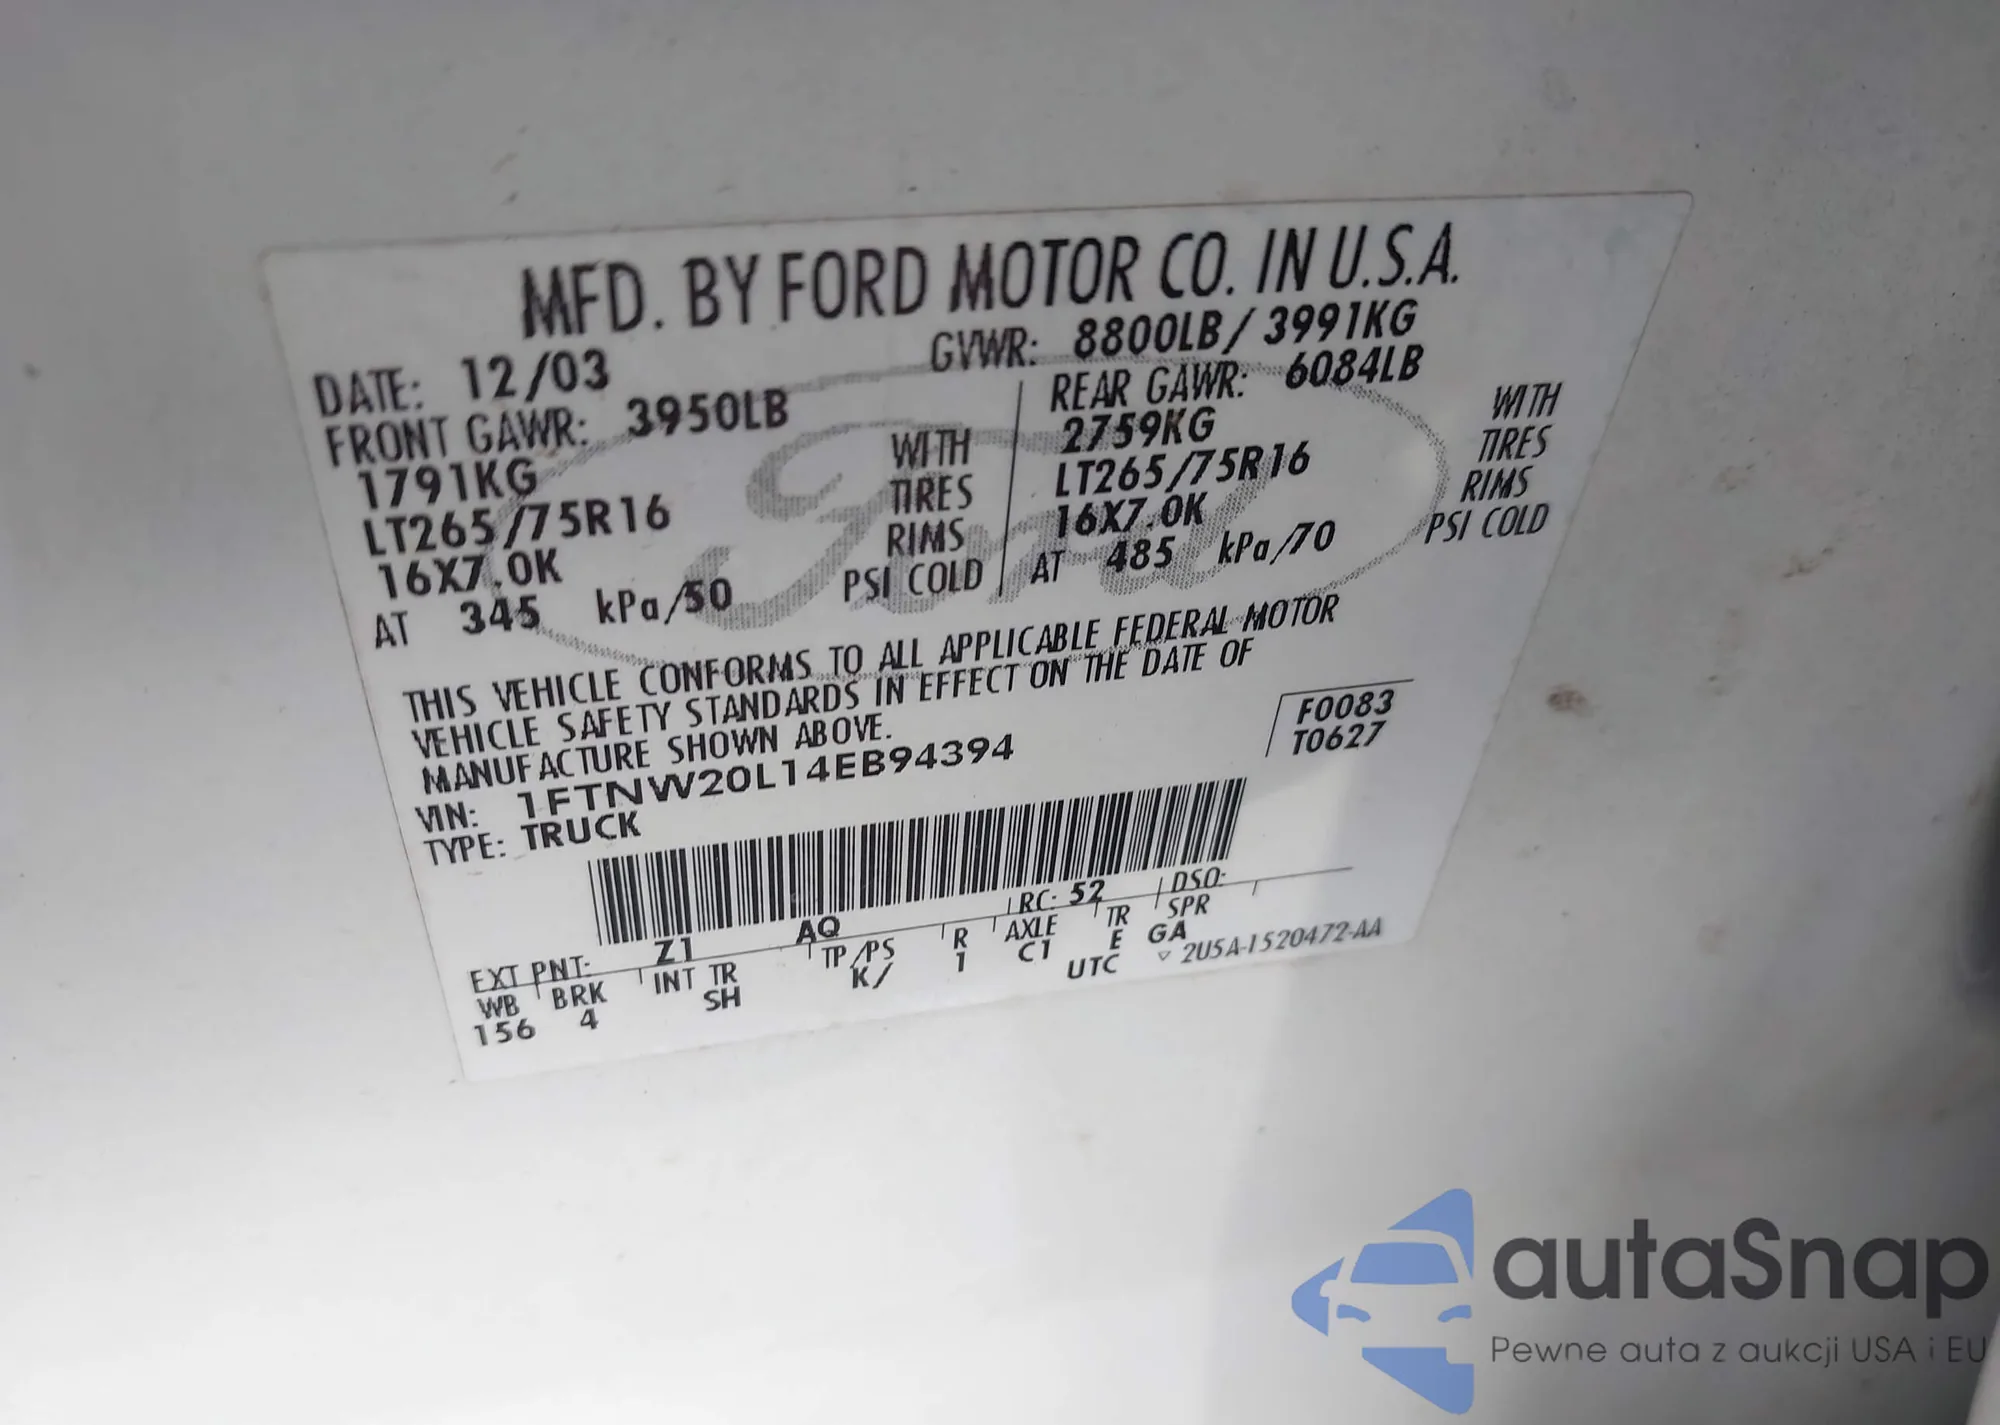 MFD. BY FORD MOTOR CO. IN U.S.A.
DATE: 12/03 GVWR: 8800LB/3991KG
FRONT GAWR: 3950LB REAR GAWR: 6084LB
1791KG WITH 2759KG WITH
LT265/75R16 TIRES LT265/75R16 TIRES
16X7.0K RIMS 16X7.0K RIMS
AT 345 kPa/50 PSI COLD AT 485 kPa/70 PSI COLD
Ford
THIS VEHICLE CONFORMS TO ALL APPLICABLE FEDERAL MOTOR
VEHICLE SAFETY STANDARDS IN EFFECT ON THE DATE OF
MANUFACTURE SHOWN ABOVE.
F0083
T0627
VIN: 1FTNW20L14EB94394
TYPE: TRUCK
EXT PNT: Z1 AQ RC: 52 DSO:
WB BRK INT TR TP/PS R AXLE TR SPR
156 4 SH K/ 1 C1 E GA
UTC ▽ 2U5A-1520472-AA
autaSnap
Pewne auta z aukcji USA i EU